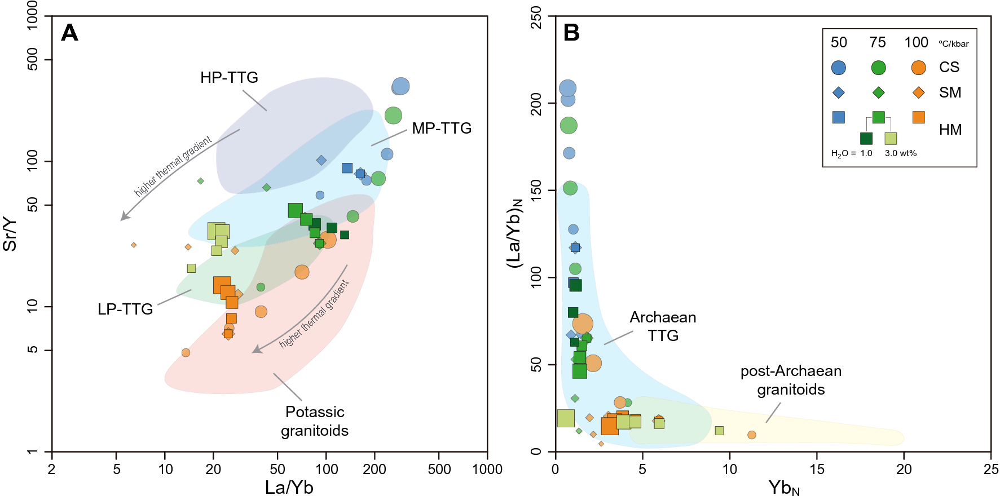 A
1000
500
100
50
10
5
1
Sr/Y
2
5
10
20
50
100
200
500
1000
La/Yb
HP-TTG
MP-TTG
higher thermal gradient
LP-TTG
higher thermal gradient
Potassic
granitoids
B
250
200
150
100
50
0
(La/Yb)N
0
5
10
15
20
25
YbN
50 75 100 °C/kbar
CS
SM
HM
H2O = 1.0 3.0 wt%
Archaean
TTG
post-Archaean
granitoids